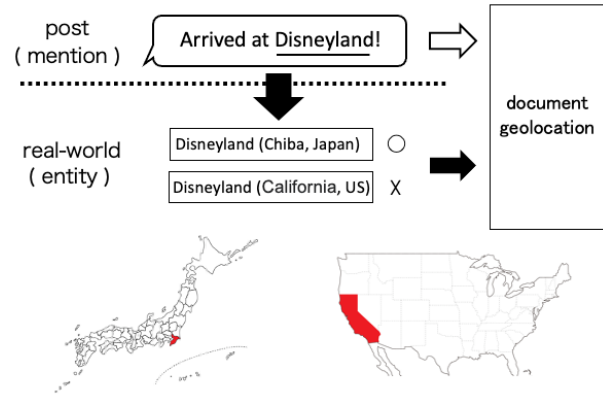 post
( mention )
Arrived at Disneyland!
document
geolocation
real-world
( entity )
Disneyland (Chiba, Japan) ○
Disneyland (California, US) X